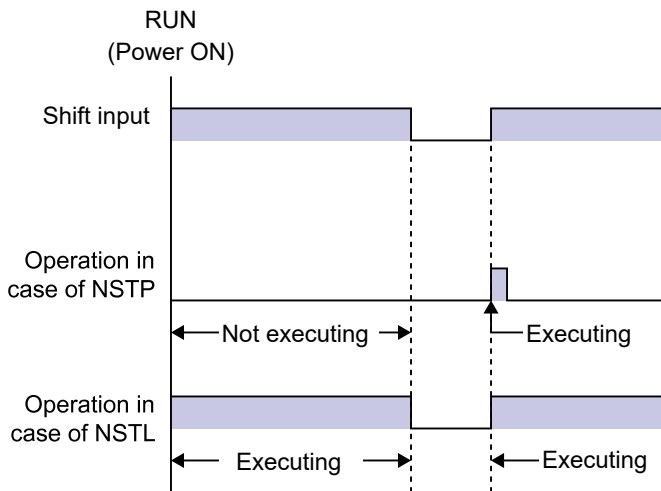 RUN
(Power ON)
Shift input
Operation in
case of NSTP
Not executing
Executing
Operation in
case of NSTL
Executing
Executing